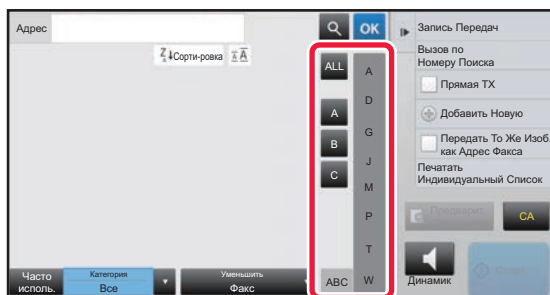 Адрес
OK
Запись Передач
Сорти-ровка
Вызов по
Номеру Поиска
ALL
A
D
G
J
M
P
T
W
A
B
C
ABC
Прямая TX
Добавить Новую
Передать То Же Изоб.
как Адрес Факса
Печатать
Индивидуальный Список
Предварит.
CA
Динамик
Старт
Часто
исполь.
Категория
Все
Уменьшить
Факс